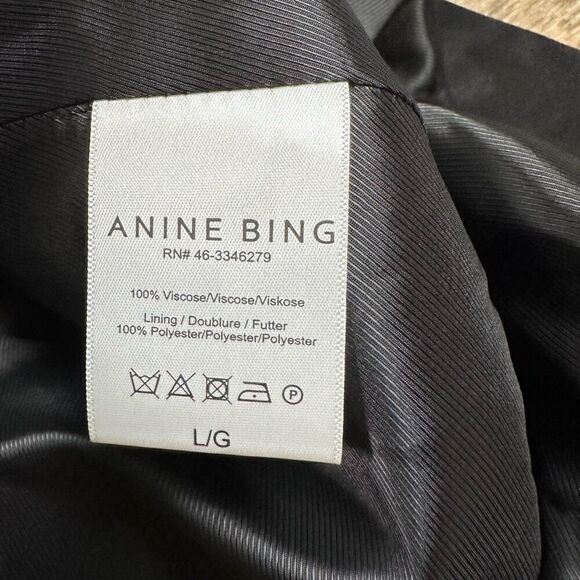 ANINE BING
RN# 46-3346279
100% Viscose/Viscose/Viskose
Lining / Doublure / Futter
100% Polyester/Polyester/Polyester
P
L/G